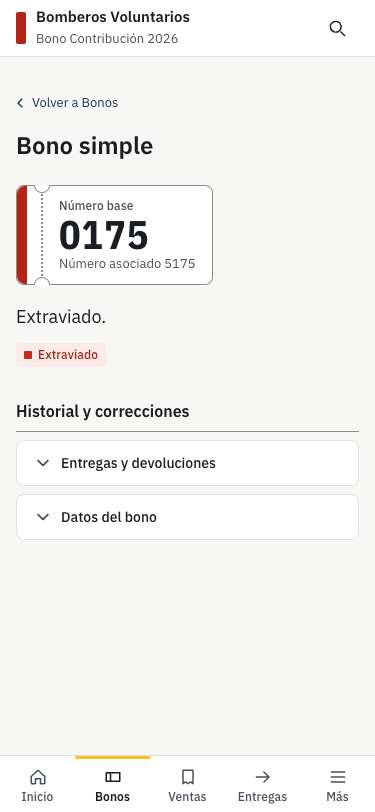 Bomberos Voluntarios
Bono Contribución 2026
Volver a Bonos
Bono simple
Número base
0175
Número asociado 5175
Extraviado.
Extraviado
Historial y correcciones
Entregas y devoluciones
Datos del bono
Inicio
Bonos
Ventas
Entregas
Más